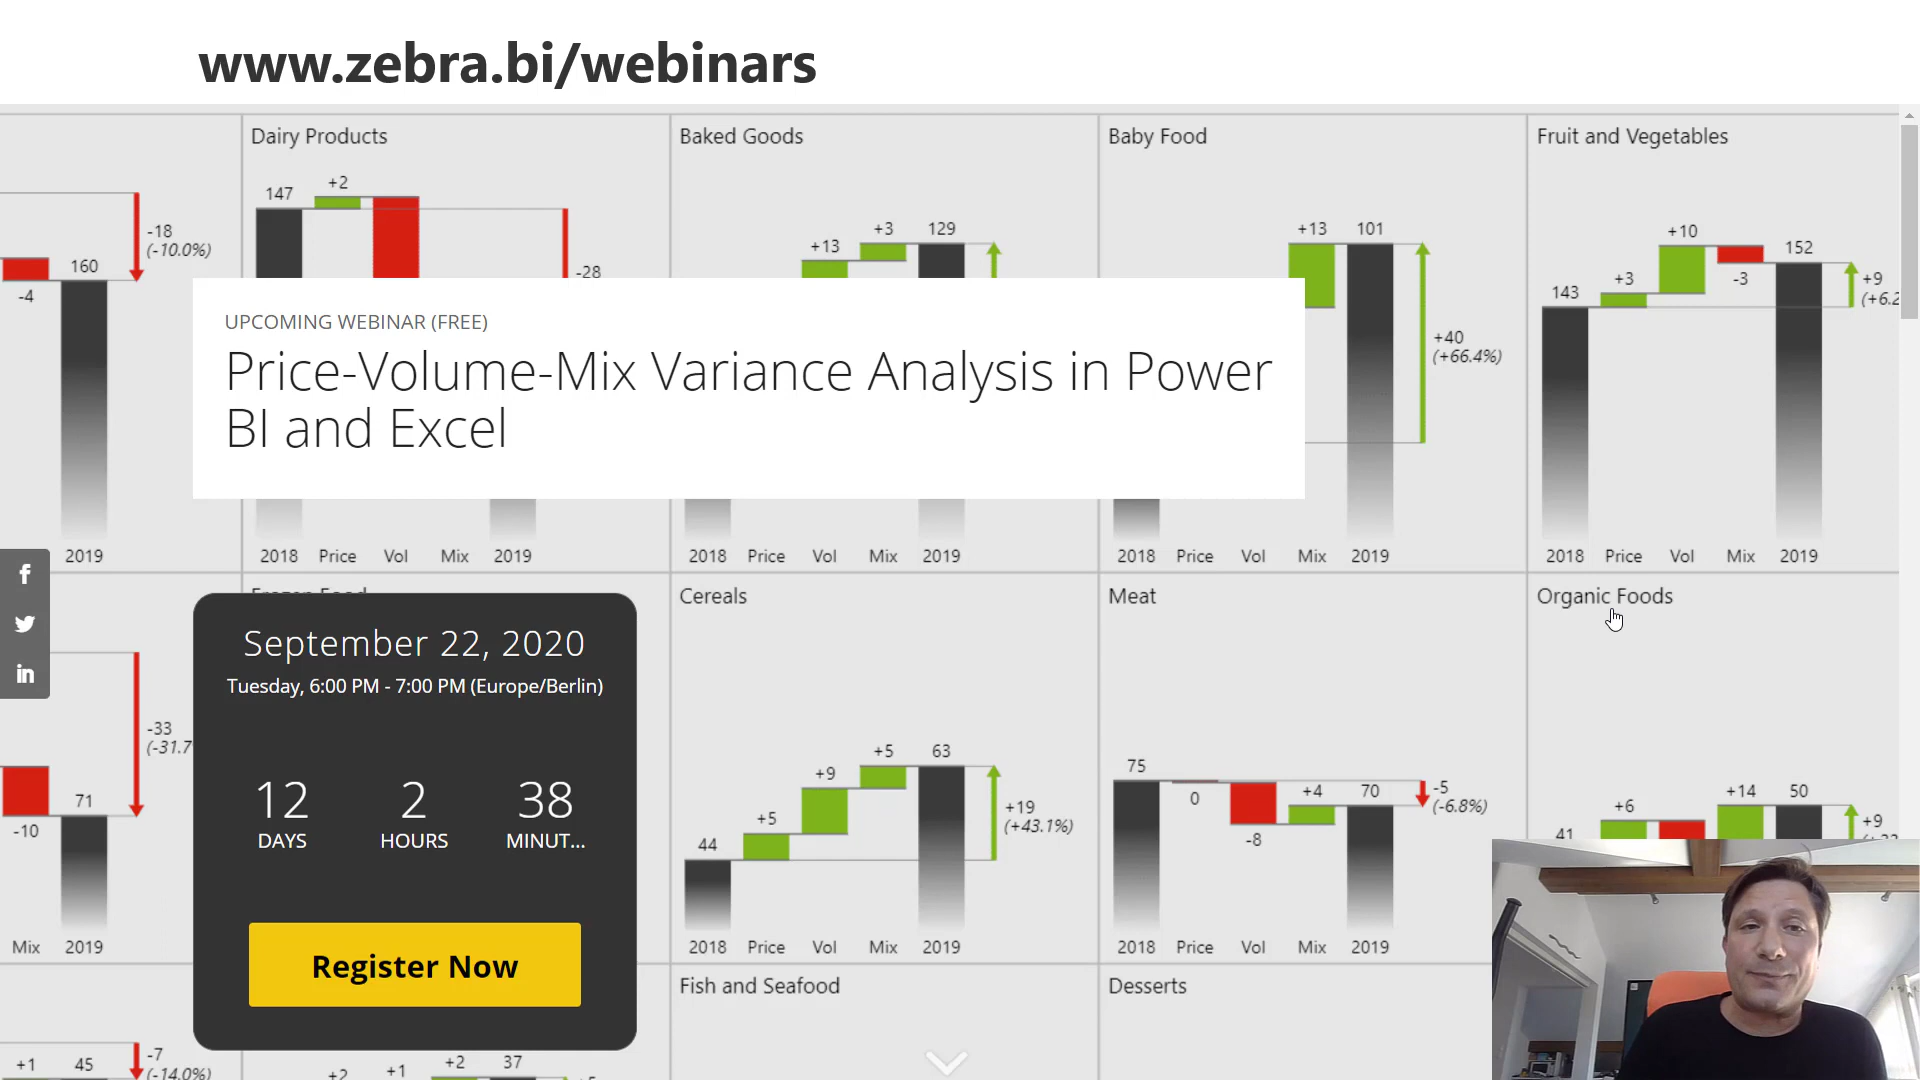 www.zebra.bi/webinars
Dairy Products
Baked Goods
Baby Food
Fruit and Vegetables
-18
(-10.0%)
160
-4
2019
147
+2
-28
+13
+3
129
+13
101
+40
(+66.4%)
143
+3
+10
-3
152
+9
(+6.2
UPCOMING WEBINAR (FREE)
Price-Volume-Mix Variance Analysis in Power
BI and Excel
2018 Price Vol Mix 2019
2018 Price Vol Mix 2019
2018 Price Vol Mix 2019
2018 Price Vol Mix 2019
Cereals
Meat
Organic Foods
-33
(-31.7
71
-10
Mix 2019
September 22, 2020
Tuesday, 6:00 PM - 7:00 PM (Europe/Berlin)
12 2 38
DAYS HOURS MINUT...
Register Now
44
+5
+9
+5
63
+19
(+43.1%)
2018 Price Vol Mix 2019
75
0
-8
+4
70
-5
(-6.8%)
2018 Price Vol Mix 2019
41
+6
+14
50
+9
Fish and Seafood
Desserts
+1
45
-7
(-14.0%)
+2
+1
+2
37
f
in